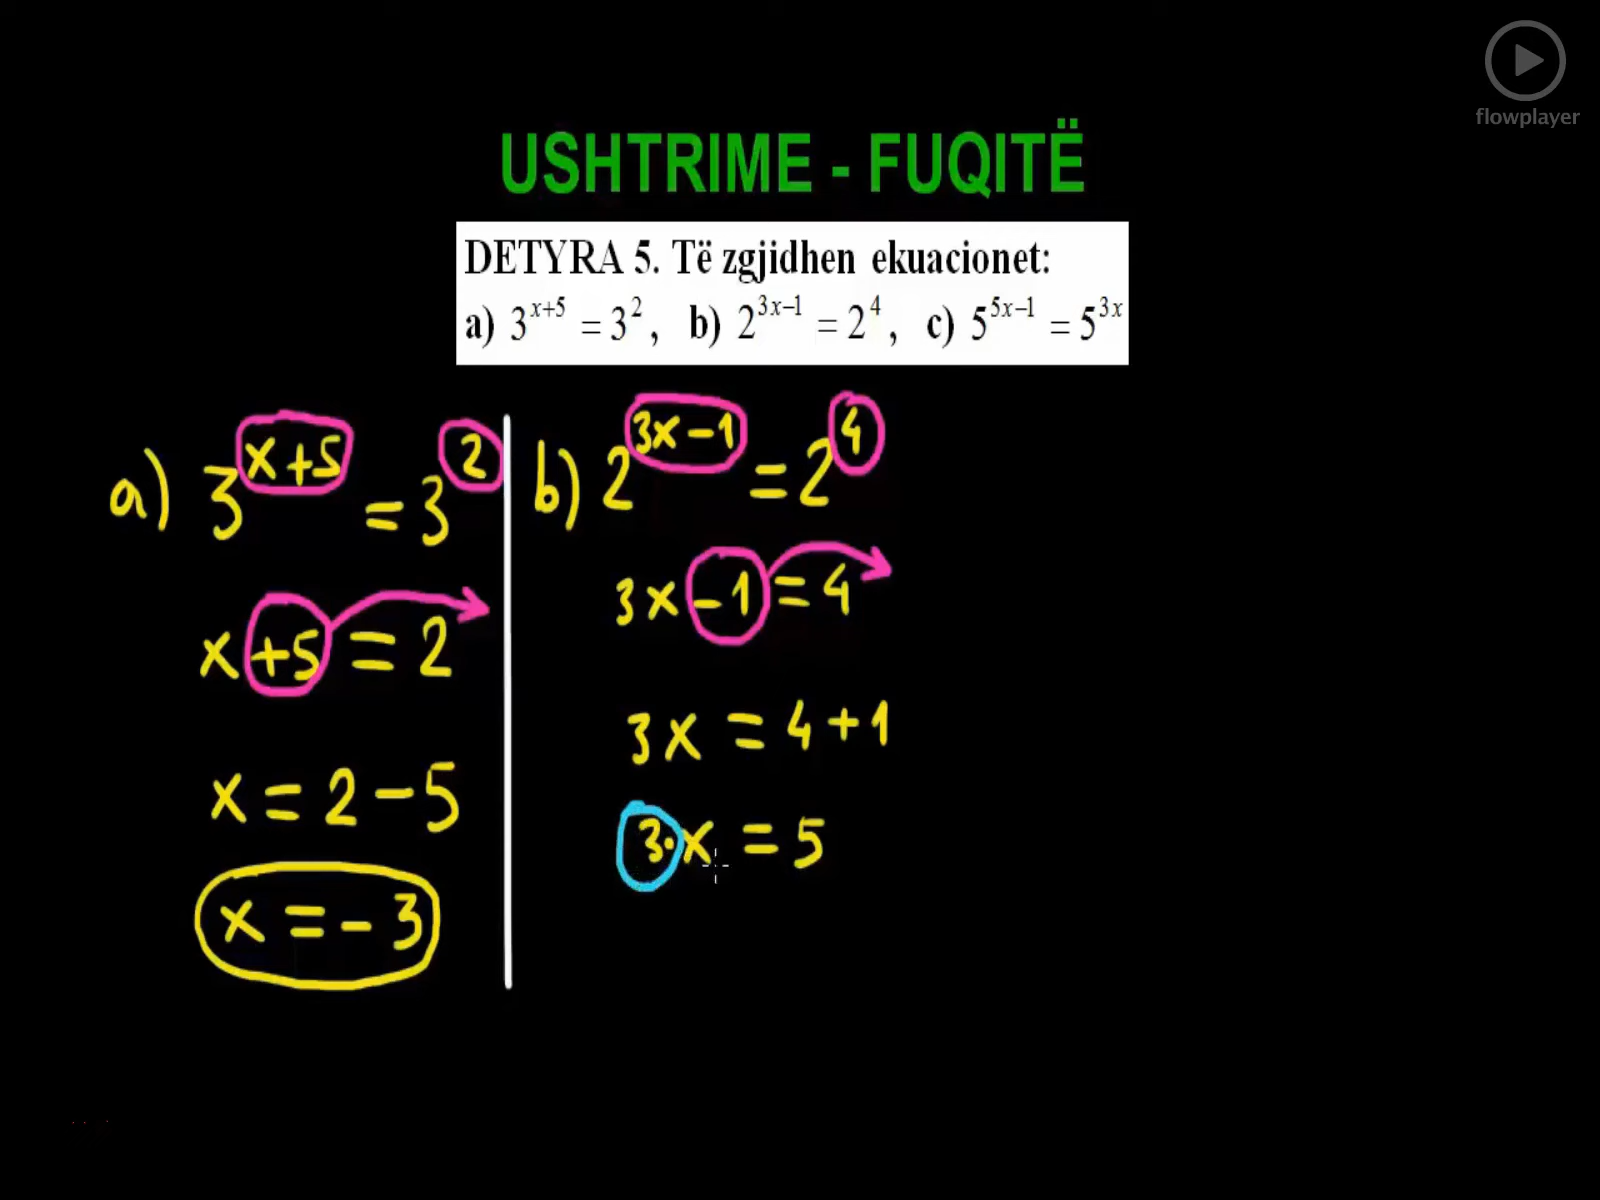 flowplayer
USHTRIME - FUQITË
DETYRA 5. Të zgjidhen ekuacionet:
a) 3^{x+5} = 3^2, b) 2^{3x-1} = 2^4, c) 5^{5x-1} = 5^{3x}
a) 3^{x+5} = 3^2
x+5 = 2
x = 2-5
x = -3
b) 2^{3x-1} = 2^4
3x-1 = 4
3x = 4+1
3·x = 5